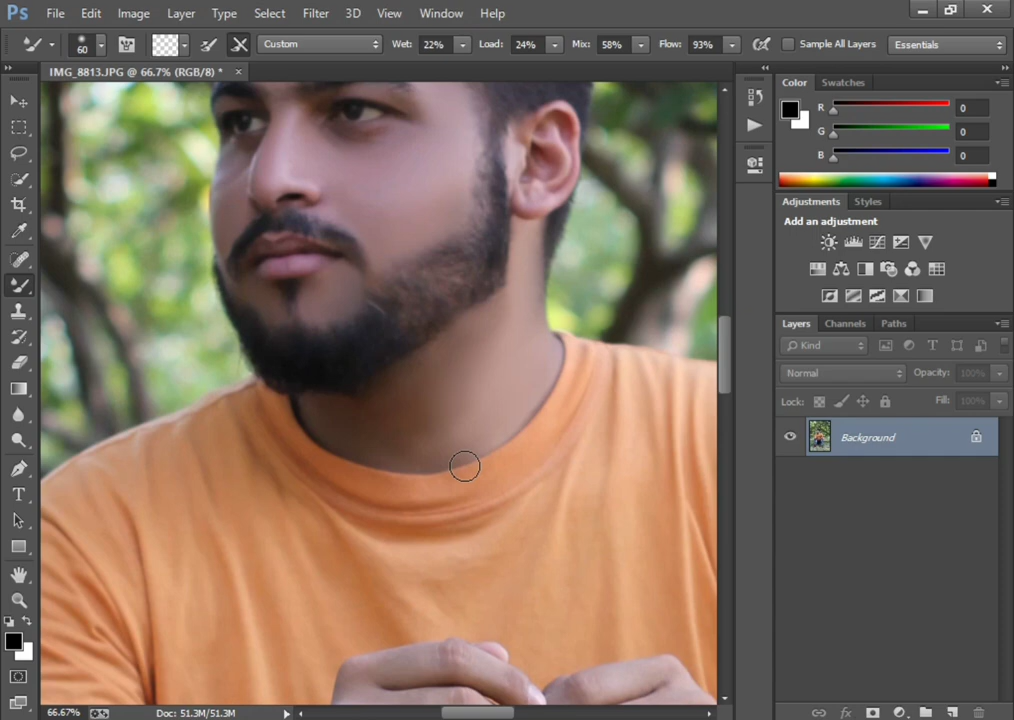 Ps File Edit Image Layer Type Select Filter 3D View Window Help
60 Custom Wet: 22% Load: 24% Mix: 58% Flow: 93% Sample All Layers Essentials
IMG_8813.JPG @ 66.7% (RGB/8) * ×
Color Swatches
R 0
G 0
B 0
Adjustments Styles
Add an adjustment
Layers Channels Paths
Kind
Normal Opacity: 100%
Lock: Fill: 100%
Background
66.67% Doc: 51.3M/51.3M